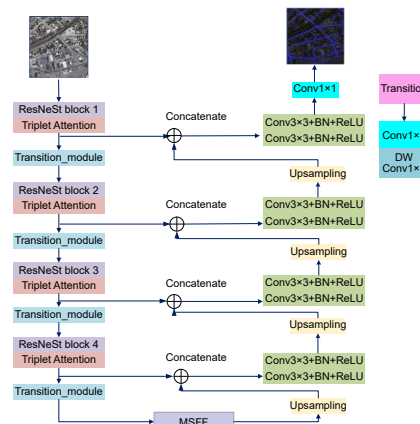 ResNeSt block 1
Triplet Attention
Transition_module
ResNeSt block 2
Triplet Attention
Transition_module
ResNeSt block 3
Triplet Attention
Transition_module
ResNeSt block 4
Triplet Attention
Transition_module
MSFF
Concatenate
Concatenate
Concatenate
Concatenate
Conv1×1
Conv3×3+BN+ReLU
Conv3×3+BN+ReLU
Upsampling
Conv3×3+BN+ReLU
Conv3×3+BN+ReLU
Upsampling
Conv3×3+BN+ReLU
Conv3×3+BN+ReLU
Upsampling
Conv3×3+BN+ReLU
Conv3×3+BN+ReLU
Upsampling
Transition
Conv1×
DW
Conv1×